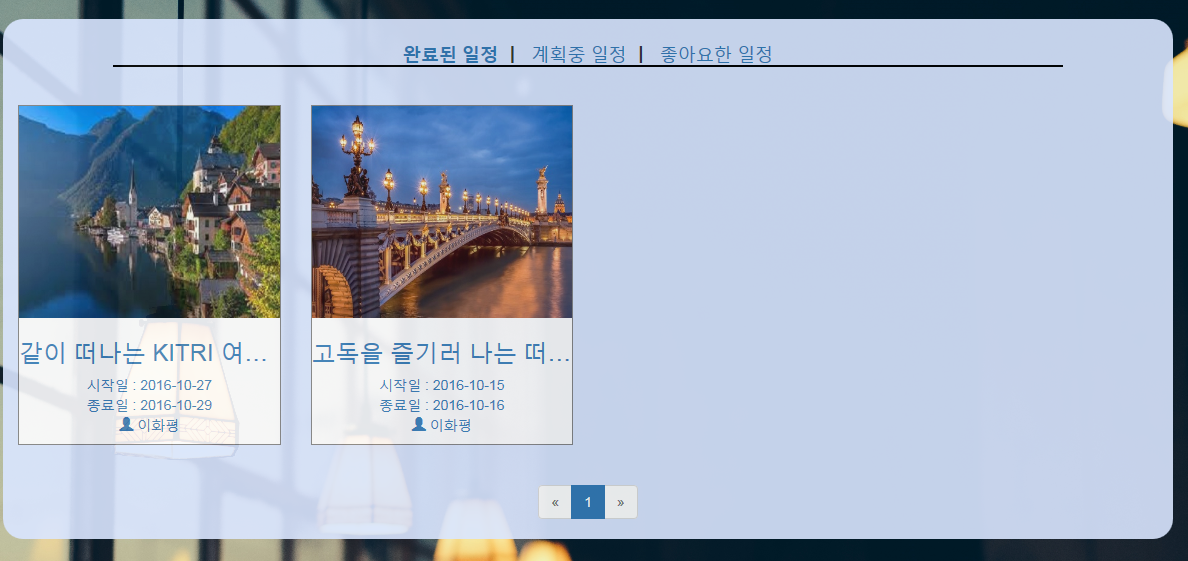 완료된 일정 | 계획중 일정 | 좋아요한 일정
같이 떠나는 KITRI 여...
시작일 : 2016-10-27
종료일 : 2016-10-29
이화평
고독을 즐기러 나는 떠...
시작일 : 2016-10-15
종료일 : 2016-10-16
이화평
« 1 »